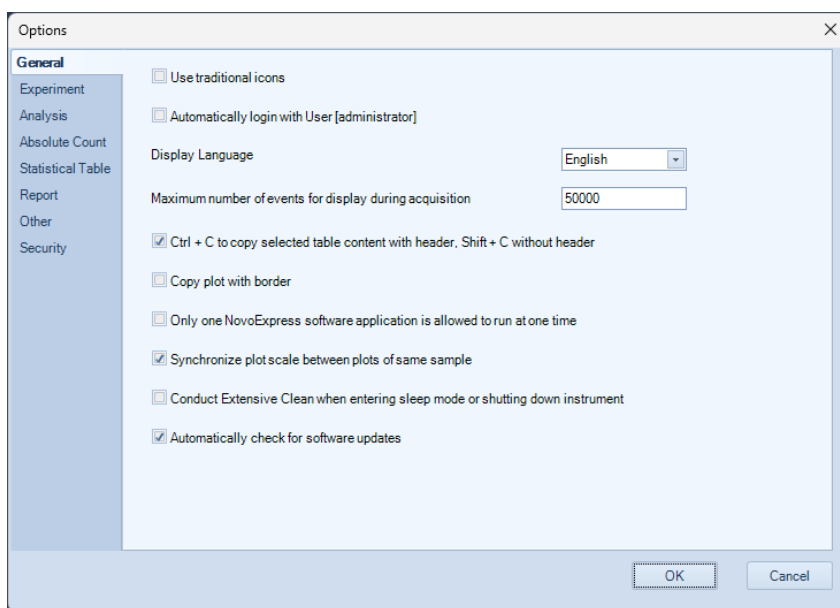 Options
General
Experiment
Analysis
Absolute Count
Statistical Table
Report
Other
Security
Use traditional icons
Automatically login with User [administrator]
Display Language English
Maximum number of events for display during acquisition 50000
Ctrl + C to copy selected table content with header, Shift + C without header
Copy plot with border
Only one NovoExpress software application is allowed to run at one time
Synchronize plot scale between plots of same sample
Conduct Extensive Clean when entering sleep mode or shutting down instrument
Automatically check for software updates
OK Cancel